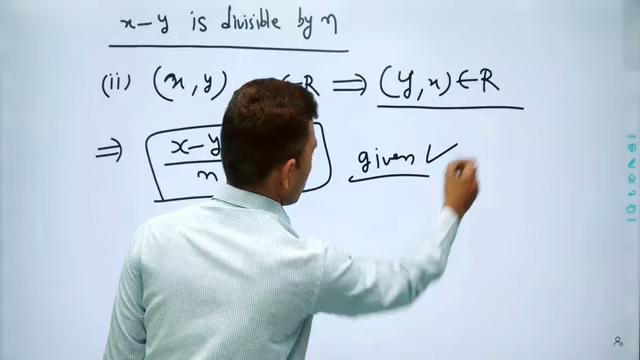 x-y is divisible by n
(ii) (x, y) ∈ R ⟹ (y, x) ∈ R
⟹ x-y
n
given ✓